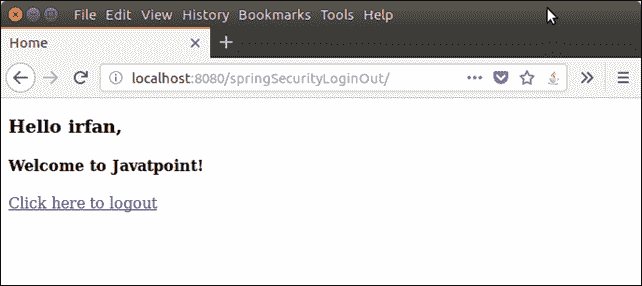 File Edit View History Bookmarks Tools Help
Home
localhost:8080/springSecurityLoginOut/
Hello irfan,
Welcome to Javatpoint!
Click here to logout